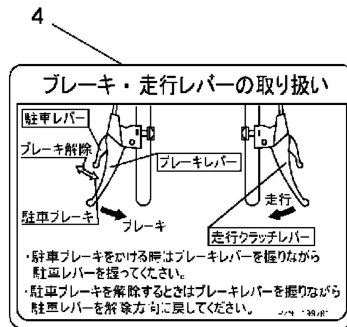 4
ブレーキ・走行レバーの取り扱い
駐車レバー
ブレーキ解除
ブレーキレバー
駐車ブレーキ
ブレーキ
走行
走行クラッチレバー
・駐車ブレーキをかける時はブレーキレバーを握りながら
駐車レバーを握ってください。
・駐車ブレーキを解除するときはブレーキレバーを握りながら
駐車レバーを解除方向に戻してください。